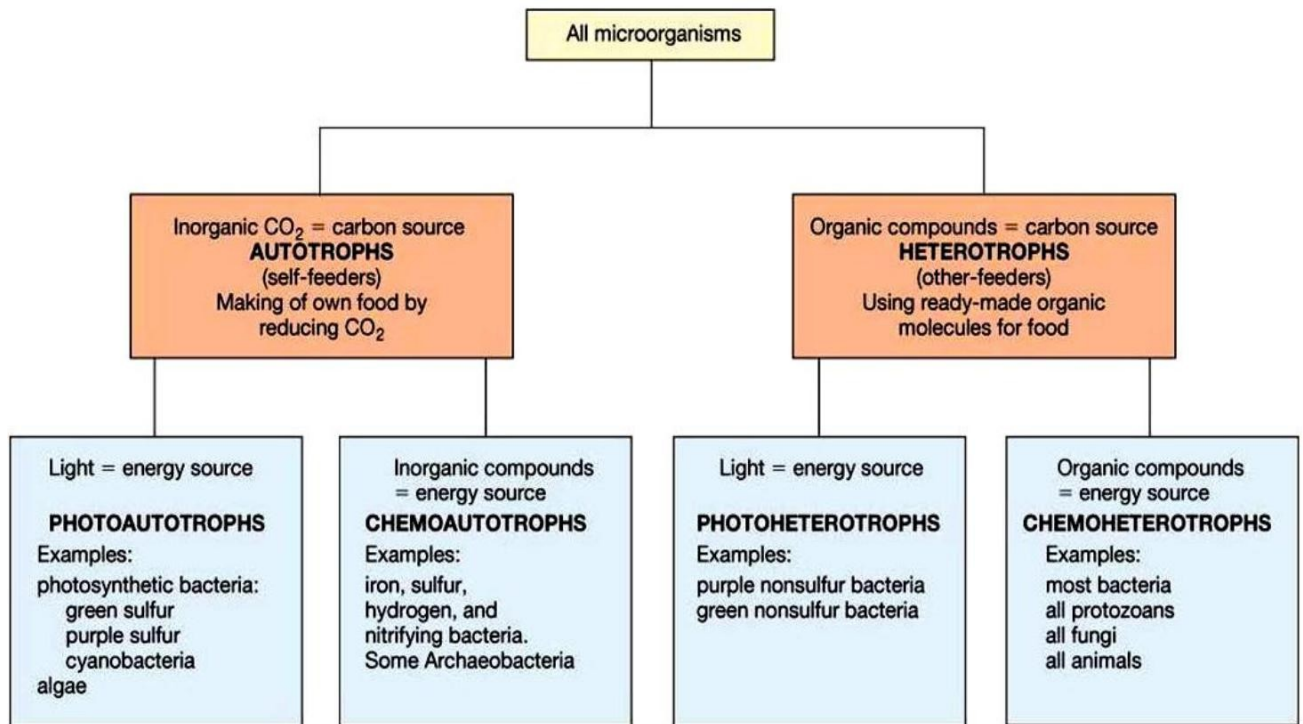 All microorganisms
Inorganic CO₂ = carbon source
AUTOTROPHS
(self-feeders)
Making of own food by
reducing CO₂
Organic compounds = carbon source
HETEROTROPHS
(other-feeders)
Using ready-made organic
molecules for food
Light = energy source
PHOTOAUTOTROPHS
Examples:
photosynthetic bacteria:
green sulfur
purple sulfur
cyanobacteria
algae
Inorganic compounds
= energy source
CHEMOAUTOTROPHS
Examples:
iron, sulfur,
hydrogen, and
nitrifying bacteria.
Some Archaeobacteria
Light = energy source
PHOTOHETEROTROPHS
Examples:
purple nonsulfur bacteria
green nonsulfur bacteria
Organic compounds
= energy source
CHEMOHETEROTROPHS
Examples:
most bacteria
all protozoans
all fungi
all animals